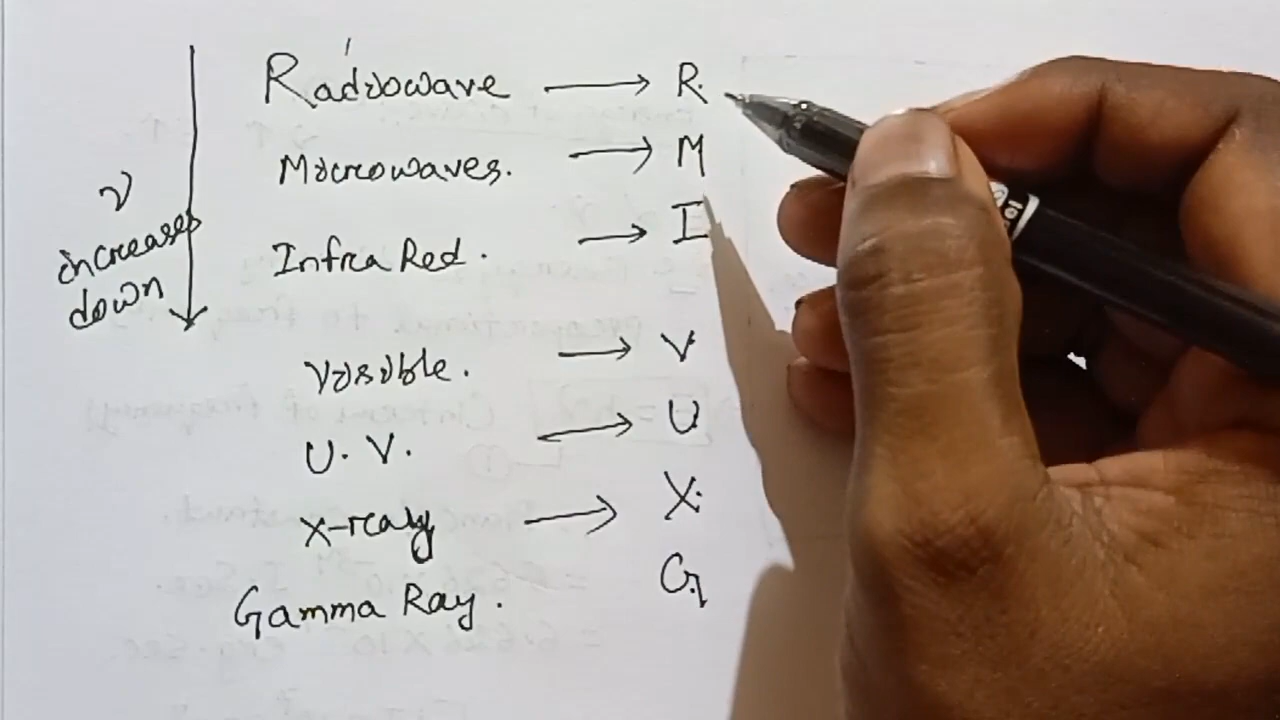 Radiowave → R.
Microwaves. → M
Infra Red. → I
ν increases down
Visible. → V
U. V. → U
X-ray → X.
Gamma Ray. G